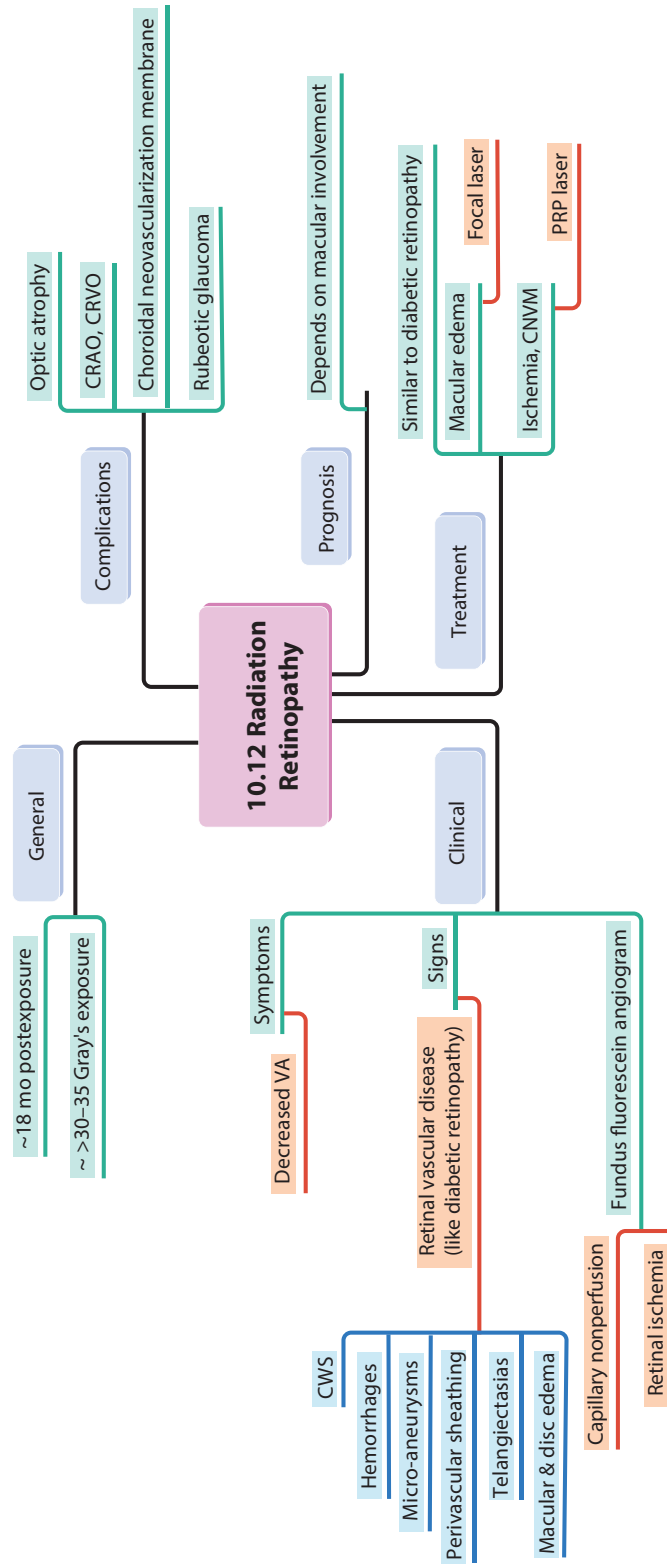 10.12 Radiation
Retinopathy
General
~18 mo postexposure
~ >30–35 Gray's exposure
Clinical
Symptoms
Decreased VA
Signs
Retinal vascular disease
(like diabetic retinopathy)
CWS
Hemorrhages
Micro-aneurysms
Perivascular sheathing
Telangiectasias
Macular & disc edema
Fundus fluorescein angiogram
Capillary nonperfusion
Retinal ischemia
Complications
Optic atrophy
CRAO, CRVO
Choroidal neovascularization membrane
Rubeotic glaucoma
Prognosis
Depends on macular involvement
Treatment
Similar to diabetic retinopathy
Macular edema
Focal laser
Ischemia, CNVM
PRP laser